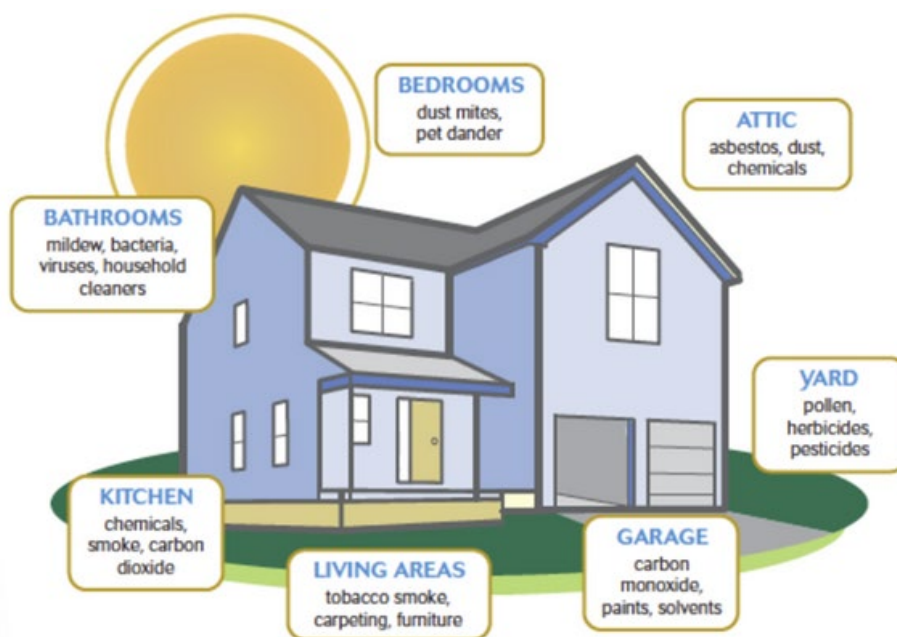 BEDROOMS
dust mites,
pet dander
ATTIC
asbestos, dust,
chemicals
BATHROOMS
mildew, bacteria,
viruses, household
cleaners
YARD
pollen,
herbicides,
pesticides
KITCHEN
chemicals,
smoke, carbon
dioxide
LIVING AREAS
tobacco smoke,
carpeting, furniture
GARAGE
carbon
monoxide,
paints, solvents